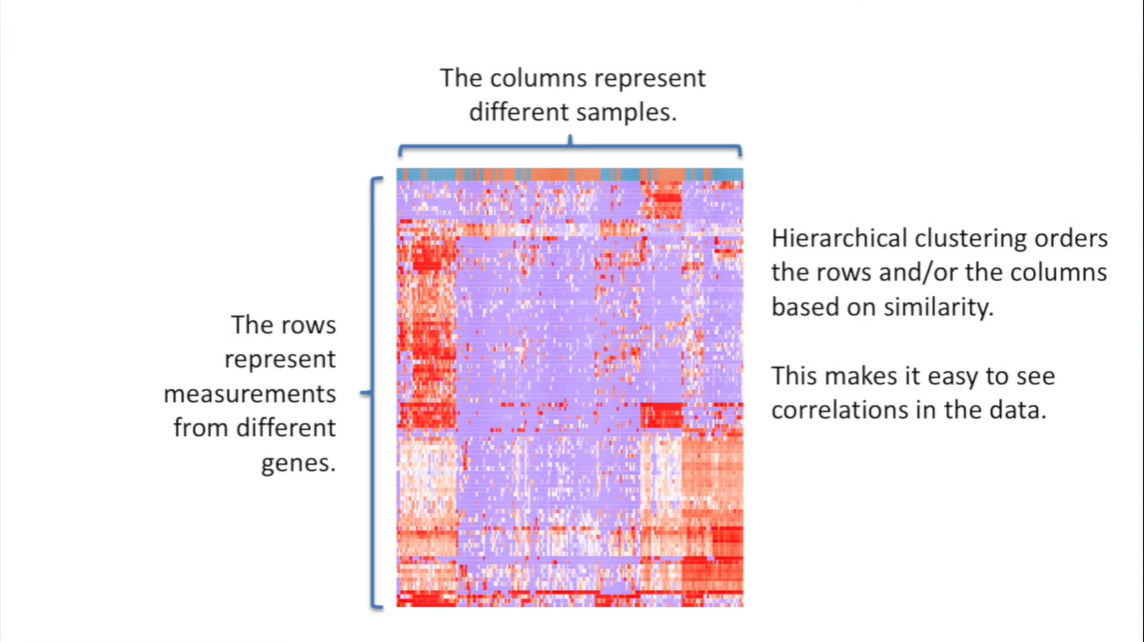 The columns represent
different samples.
The rows
represent
measurements
from different
genes.
Hierarchical clustering orders
the rows and/or the columns
based on similarity.
This makes it easy to see
correlations in the data.